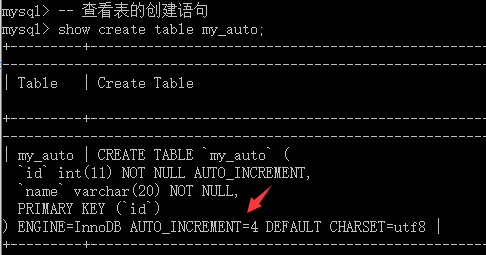 mysql> -- 查看表的创建语句
mysql> show create table my_auto;
+---------+----------------------------------------------------
| Table   | Create Table
+---------+----------------------------------------------------
| my_auto | CREATE TABLE `my_auto` (
  `id` int(11) NOT NULL AUTO_INCREMENT,
  `name` varchar(20) NOT NULL,
  PRIMARY KEY (`id`)
) ENGINE=InnoDB AUTO_INCREMENT=4 DEFAULT CHARSET=utf8 |
+---------+----------------------------------------------------